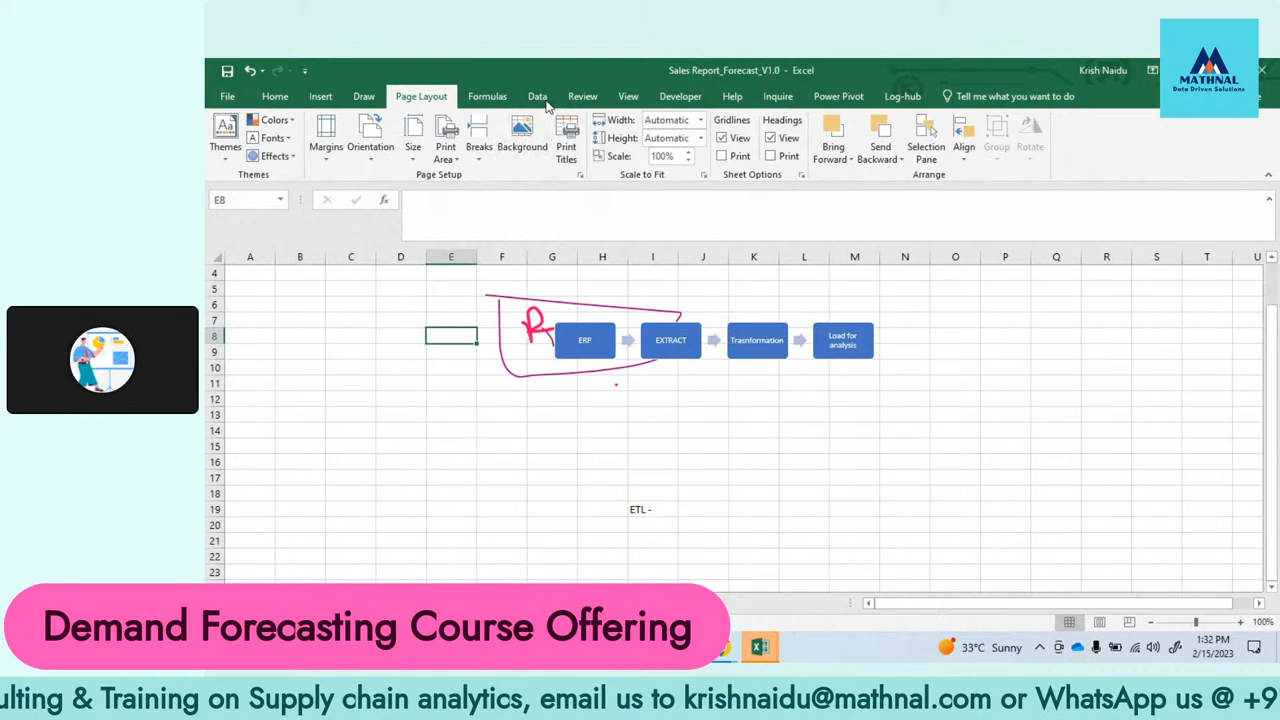 MATHNAL
Data Driven Solutions
Sales Report_Forecast_V1.0 - Excel
Krish Naidu
File
Home
Insert
Draw
Page Layout
Formulas
Data
Review
View
Developer
Help
Inquire
Power Pivot
Log-hub
Tell me what you want to do
Themes
Colors
Fonts
Effects
Themes
Margins
Orientation
Size
Print Area
Breaks
Background
Print Titles
Page Setup
Width: Automatic
Height: Automatic
Scale: 100%
Scale to Fit
Gridlines
View
Print
Headings
View
Print
Sheet Options
Bring Forward
Send Backward
Selection Pane
Align
Group
Rotate
Arrange
E8
fx
A B C D E F G H I J K L M N O P Q R S T U
4
5
6
7
8
9
10
11
12
13
14
15
16
17
18
19
20
21
22
23
R
ERP
EXTRACT
Trasnformation
Load for analysis
ETL -
100%
33°C Sunny
1:32 PM
2/15/2023
Demand Forecasting Course Offering
ulting & Training on Supply chain analytics, email us to krishnaidu@mathnal.com or WhatsApp us @ +9